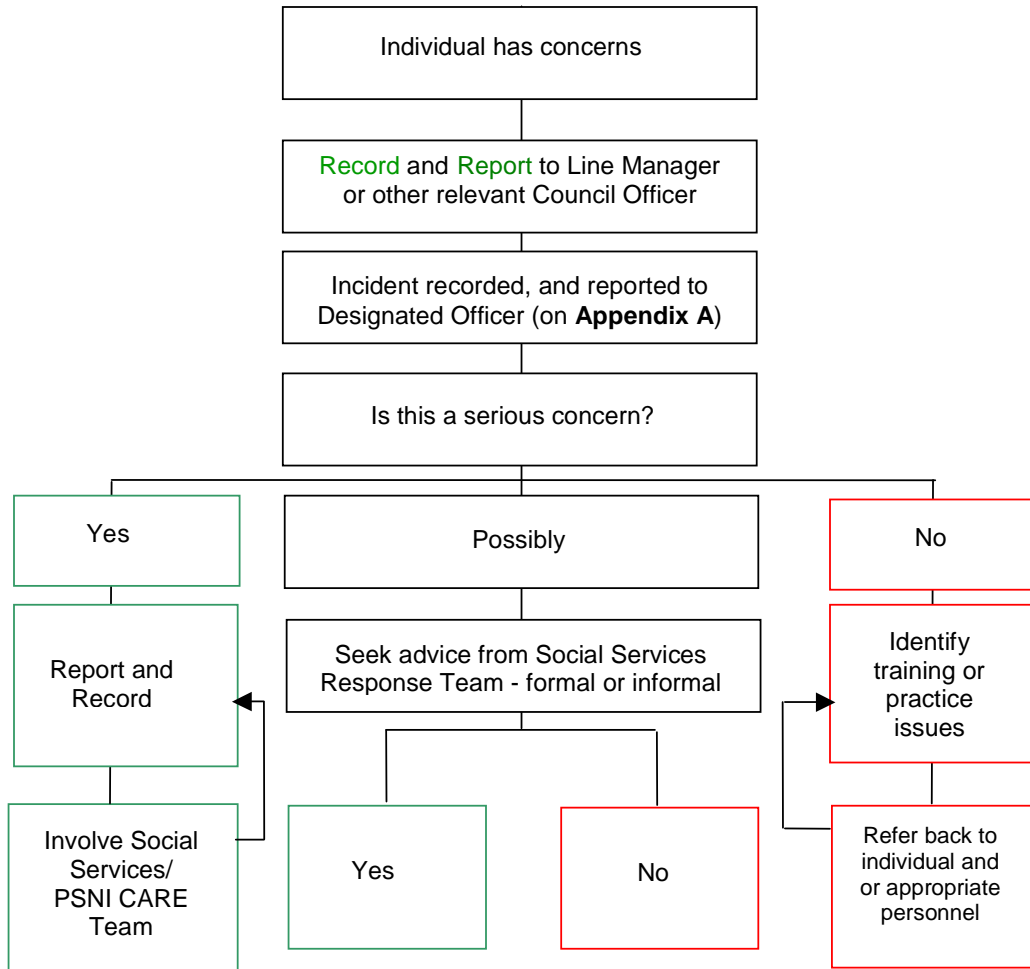 Individual has concerns
Record and Report to Line Manager
or other relevant Council Officer
Incident recorded, and reported to
Designated Officer (on Appendix A)
Is this a serious concern?
Yes
Possibly
No
Report and
Record
Seek advice from Social Services
Response Team - formal or informal
Identify
training or
practice
issues
Involve Social
Services/
PSNI CARE
Team
Yes
No
Refer back to
individual and
or appropriate
personnel